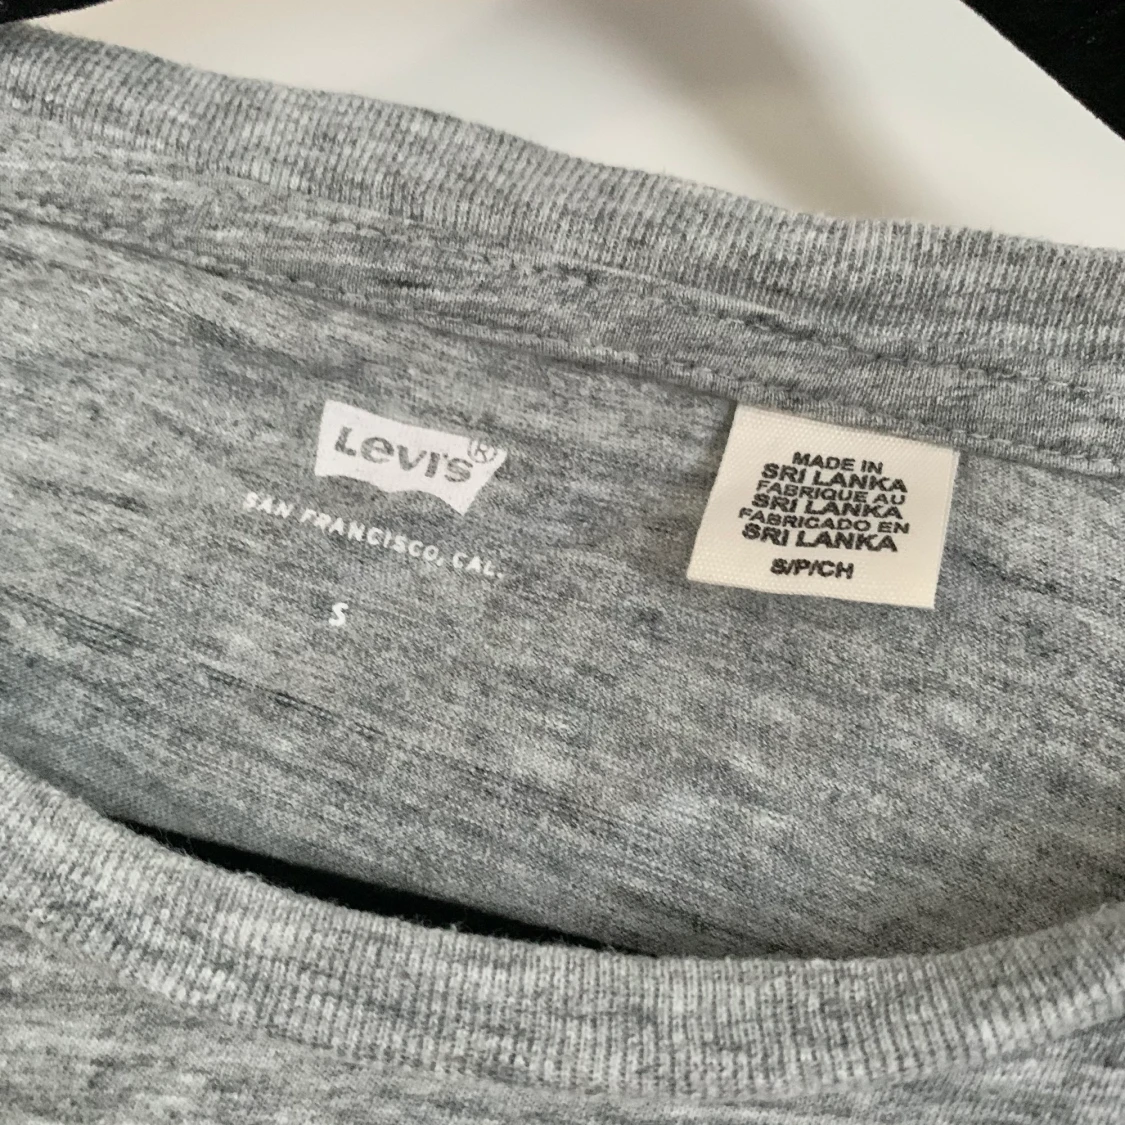 Levi's®
SAN FRANCISCO, CAL.
S
MADE IN
SRI LANKA
FABRIQUE AU
SRI LANKA
FABRICADO EN
SRI LANKA
S/P/CH